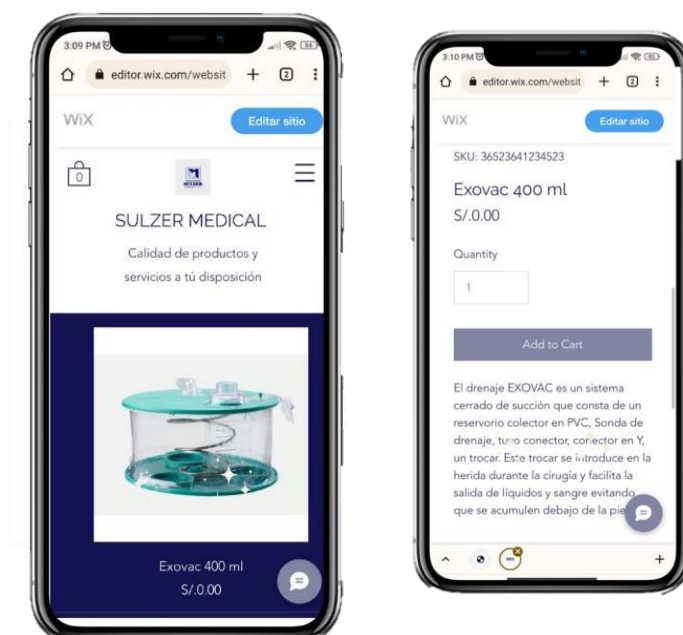 3:09 PM
editor.wix.com/websit
2
WiX
Editar sitio
0
SULZER
SULZER MEDICAL
Calidad de productos y
servicios a tú disposición
Exovac 400 ml
S/.0.00
3:10 PM
editor.wix.com/websit
2
WiX
Editar sitio
SKU: 36523641234523
Exovac 400 ml
S/.0.00
Quantity
1
Add to Cart
El drenaje EXOVAC es un sistema
cerrado de succión que consta de un
reservorio colector en PVC, Sonda de
drenaje, tuvo conector, conector en Y,
un trocar. Este trocar se introduce en la
herida durante la cirugía y facilita la
salida de líquidos y sangre evitando
que se acumulen debajo de la pie
WiX